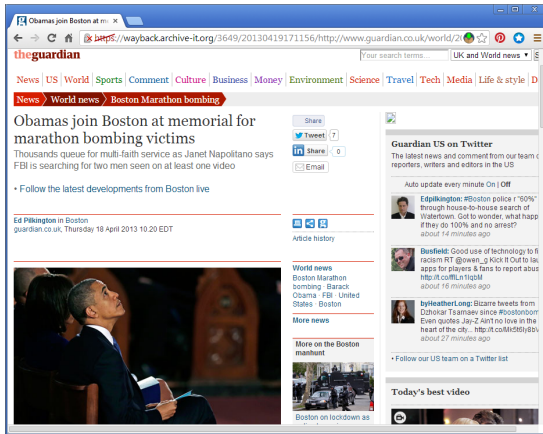 Obamas join Boston at m
https://wayback.archive-it.org/3649/20130419171156/http://www.guardian.co.uk/world/20
theguardian
Your search terms...
UK and World news
News US World Sports Comment Culture Business Money Environment Science Travel Tech Media Life & style D
News World news Boston Marathon bombing
Obamas join Boston at memorial for
marathon bombing victims
Thousands queue for multi-faith service as Janet Napolitano says
FBI is searching for two men seen on at least one video
• Follow the latest developments from Boston live
Ed Pilkington in Boston
guardian.co.uk, Thursday 18 April 2013 10.20 EDT
Share
Tweet 7
in Share 0
Email
Article history
World news
Boston Marathon
bombing · Barack
Obama · FBI · United
States · Boston
More news
More on the Boston
manhunt
Boston on lockdown as
Guardian US on Twitter
The latest news and comment from our team o
reporters, writers and editors in the US
Auto update every minute On | Off
Edpilkington: #Boston police r "60%"
through house-to-house search of
Watertown. Got to wonder, what happ
if they do 100% and no arrest?
about 14 minutes ago
Busfield: Good use of technology to fi
racism RT @owen_g Kick It Out to lau
apps for players & fans to report abus
about 16 minutes ago
byHeatherLong: Bizarre tweets from
Dzhokar Tsarnaev since #bostonbom
Even quotes Jay-Z Ain't no love in the
heart of the city...
about 27 minutes ago
• Follow our US team on a Twitter list
Today's best video